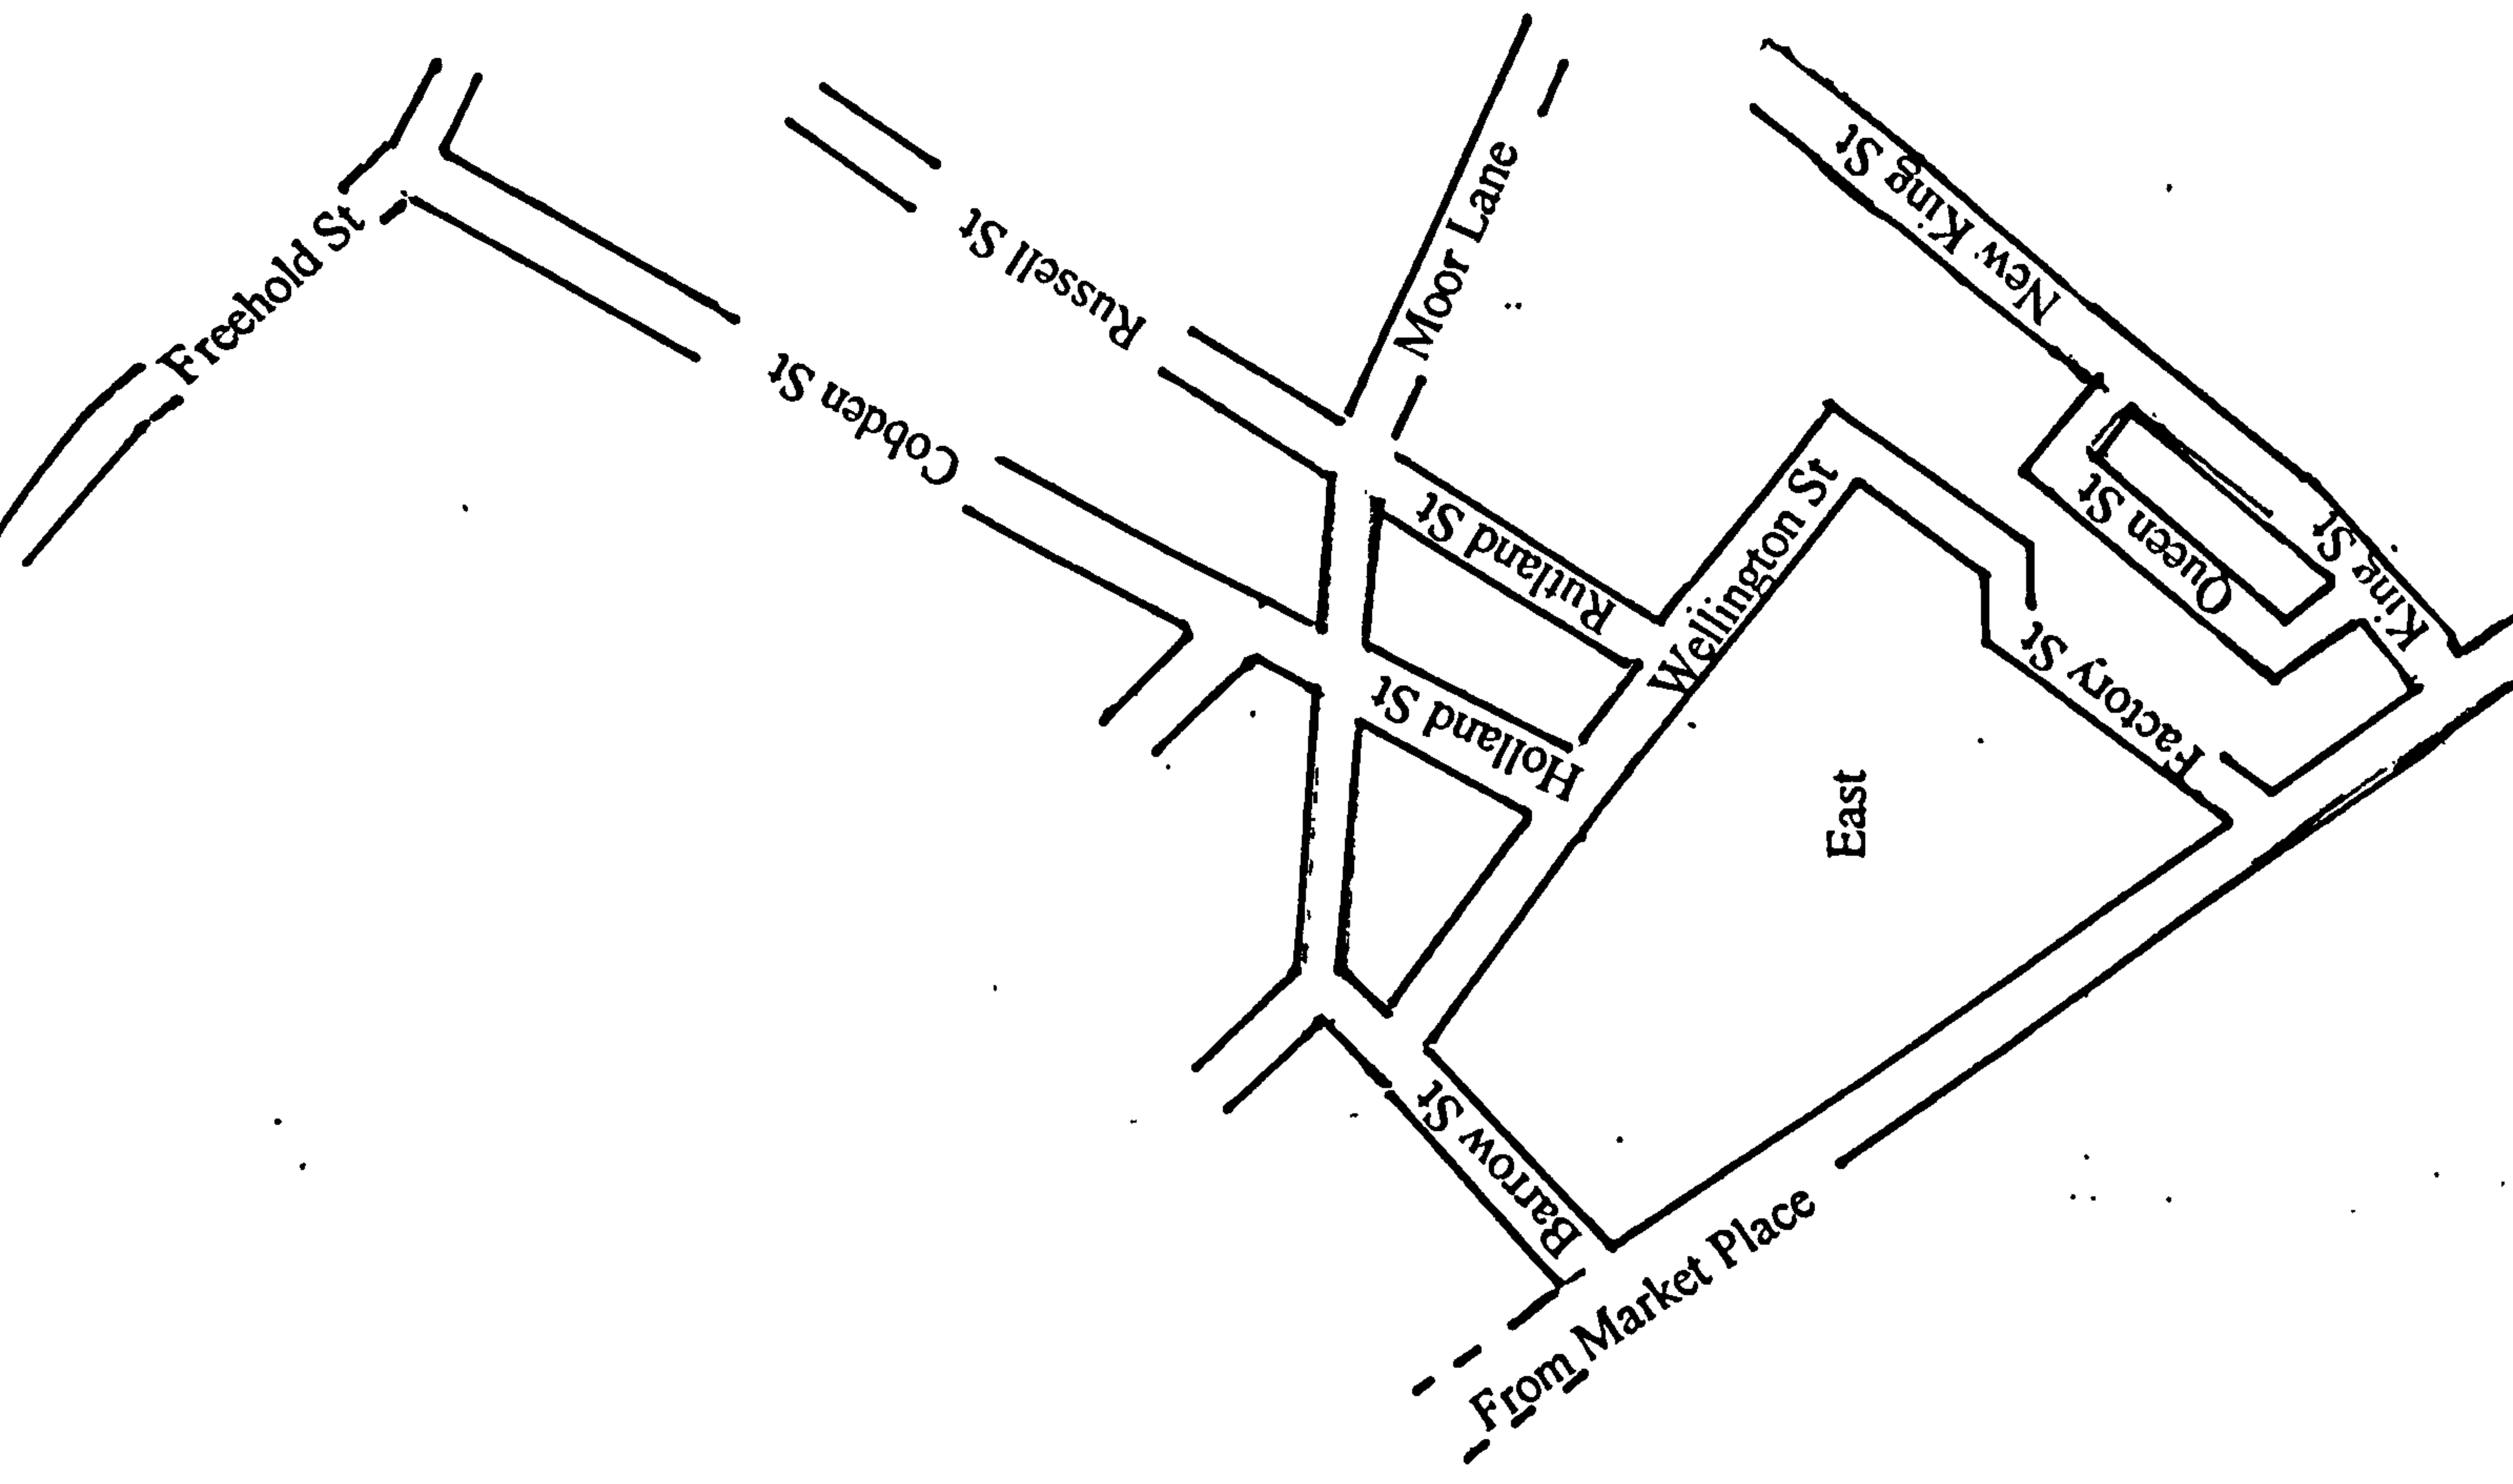 New King St
Moor Lane
Freehold St
Russell St
Cobden St
Rutland St
Wellington St
Queen St
King St
Holland St
Factory St
East
Barrow St
From Market Place